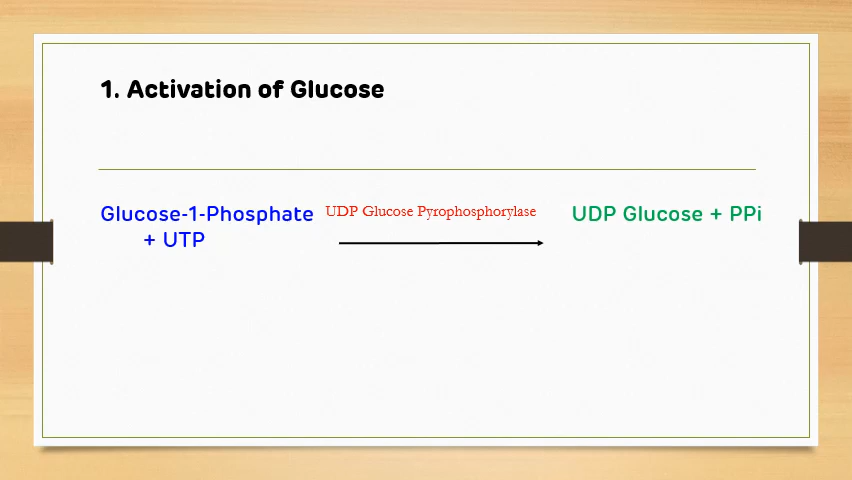 1. Activation of Glucose
Glucose-1-Phosphate
+ UTP
UDP Glucose Pyrophosphorylase
UDP Glucose + PPi